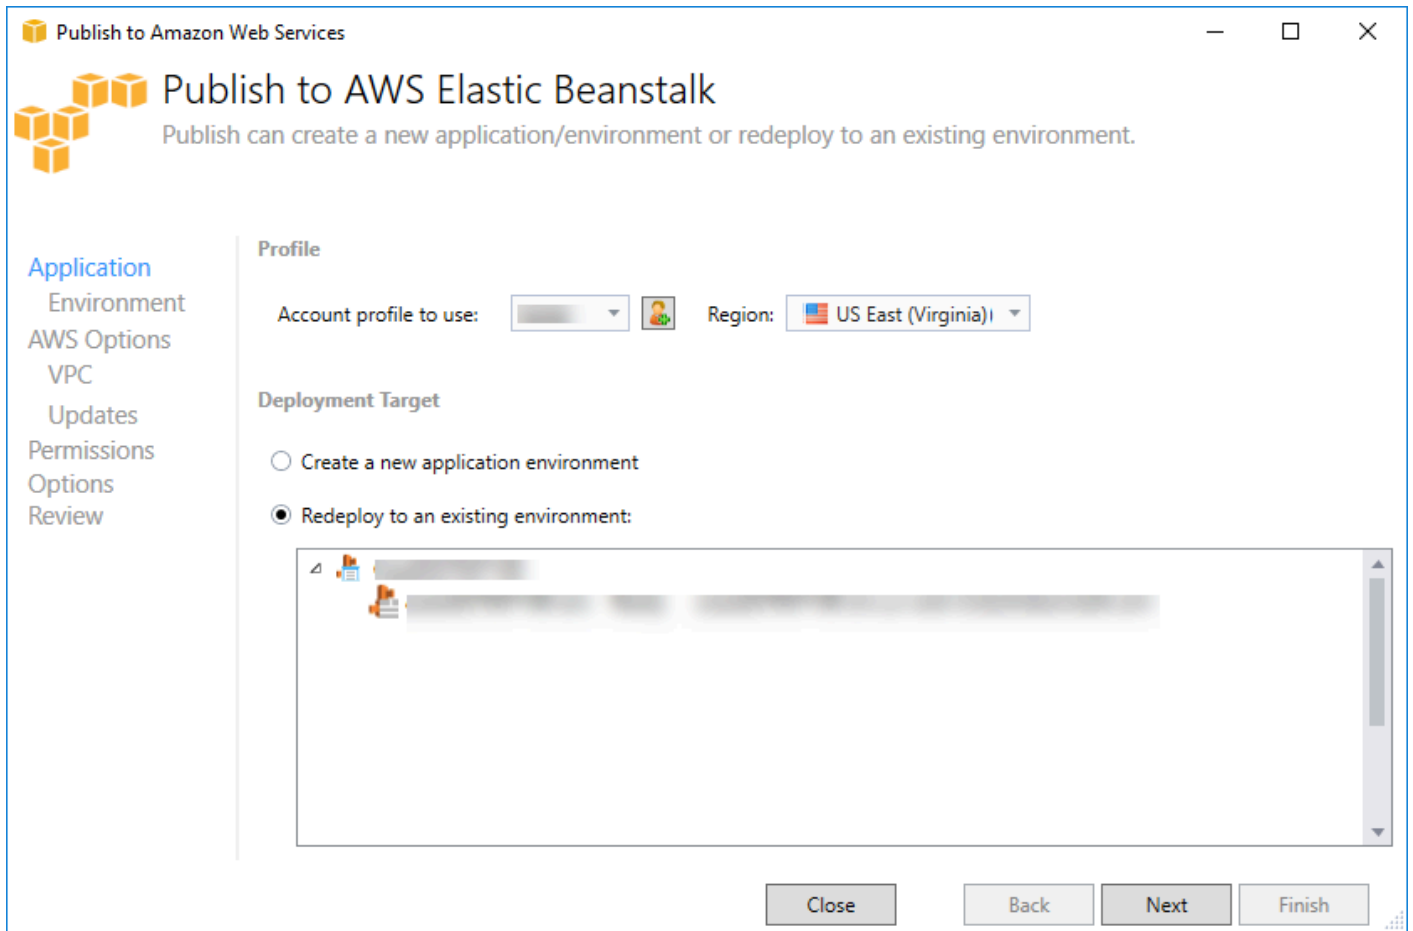 Publish to Amazon Web Services
Publish to AWS Elastic Beanstalk
Publish can create a new application/environment or redeploy to an existing environment.
Application
Environment
AWS Options
VPC
Updates
Permissions
Options
Review
Profile
Account profile to use:
Region: US East (Virginia)
Deployment Target
Create a new application environment
Redeploy to an existing environment:
Close Back Next Finish